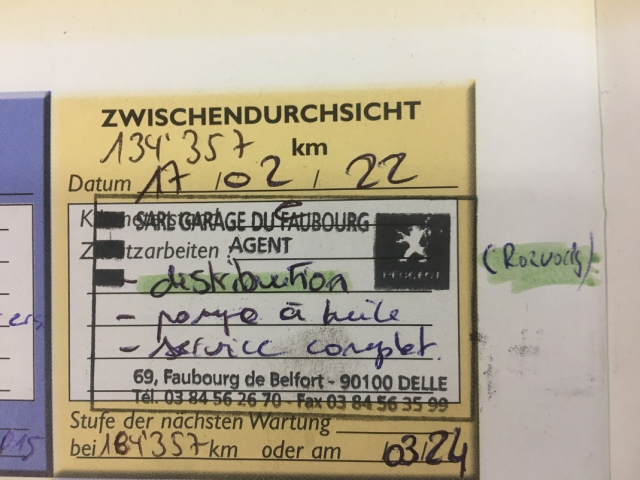 ZWISCHENDURCHSICHT
134'357 km
Datum 17 / 02 / 22
SARL GARAGE DU FAUBOURG
AGENT
PEUGEOT
- distribution
(Rozvody)
- pompe à huile
- service complet.
69, Faubourg de Belfort - 90100 DELLE
Tél. 03 84 56 26 70 - Fax 03 84 56 35 99
Stufe der nächsten Wartung
bei 184'357 km oder am 03/24